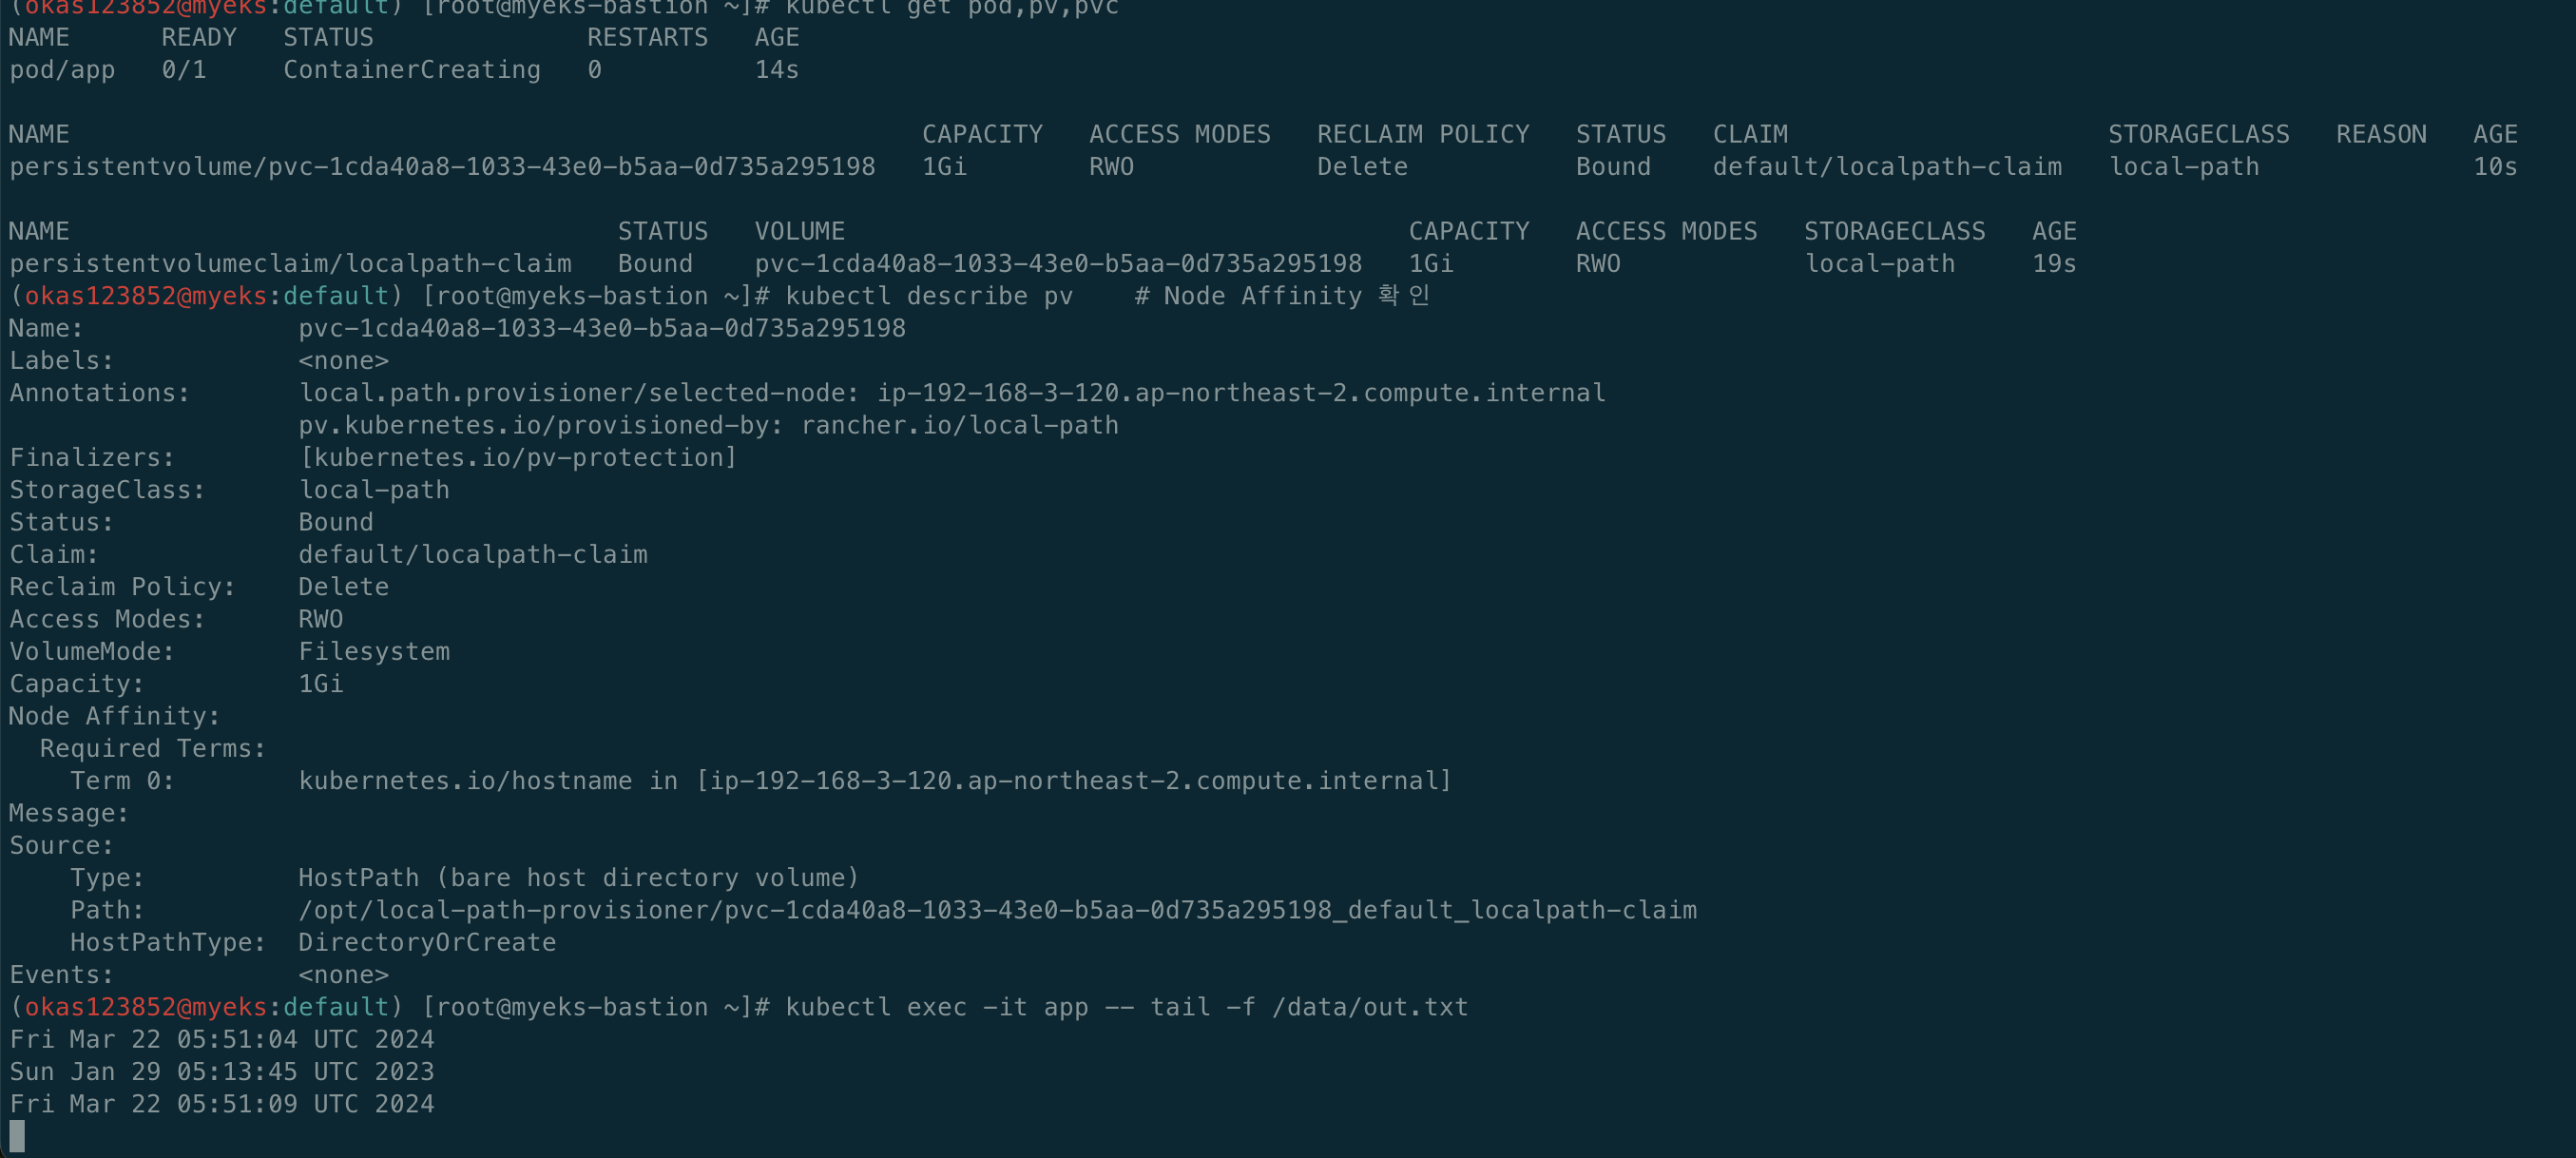 (okas123852@myeks:default) [root@myeks-bastion ~]# kubectl get pod,pv,pvc
NAME      READY   STATUS              RESTARTS   AGE
pod/app   0/1     ContainerCreating   0          14s

NAME                                                        CAPACITY   ACCESS MODES   RECLAIM POLICY   STATUS   CLAIM                     STORAGECLASS   REASON   AGE
persistentvolume/pvc-1cda40a8-1033-43e0-b5aa-0d735a295198   1Gi        RWO            Delete           Bound    default/localpath-claim   local-path              10s

NAME                                    STATUS   VOLUME                                     CAPACITY   ACCESS MODES   STORAGECLASS   AGE
persistentvolumeclaim/localpath-claim   Bound    pvc-1cda40a8-1033-43e0-b5aa-0d735a295198   1Gi        RWO            local-path     19s
(okas123852@myeks:default) [root@myeks-bastion ~]# kubectl describe pv    # Node Affinity 확인
Name:              pvc-1cda40a8-1033-43e0-b5aa-0d735a295198
Labels:            <none>
Annotations:       local.path.provisioner/selected-node: ip-192-168-3-120.ap-northeast-2.compute.internal
                   pv.kubernetes.io/provisioned-by: rancher.io/local-path
Finalizers:        [kubernetes.io/pv-protection]
StorageClass:      local-path
Status:            Bound
Claim:             default/localpath-claim
Reclaim Policy:    Delete
Access Modes:      RWO
VolumeMode:        Filesystem
Capacity:          1Gi
Node Affinity:
  Required Terms:
    Term 0:        kubernetes.io/hostname in [ip-192-168-3-120.ap-northeast-2.compute.internal]
Message:
Source:
    Type:          HostPath (bare host directory volume)
    Path:          /opt/local-path-provisioner/pvc-1cda40a8-1033-43e0-b5aa-0d735a295198_default_localpath-claim
    HostPathType:  DirectoryOrCreate
Events:            <none>
(okas123852@myeks:default) [root@myeks-bastion ~]# kubectl exec -it app -- tail -f /data/out.txt
Fri Mar 22 05:51:04 UTC 2024
Sun Jan 29 05:13:45 UTC 2023
Fri Mar 22 05:51:09 UTC 2024